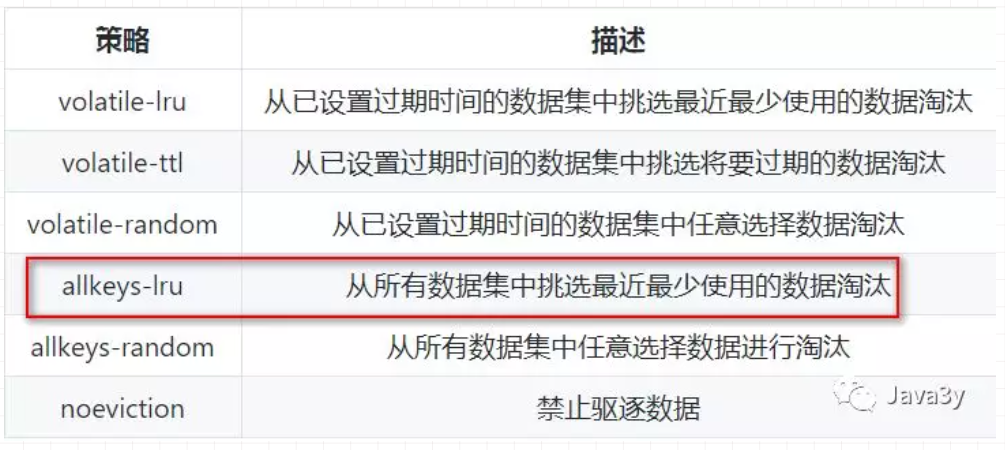 策略 描述
volatile-lru 从已设置过期时间的数据集中挑选最近最少使用的数据淘汰
volatile-ttl 从已设置过期时间的数据集中挑选将要过期的数据淘汰
volatile-random 从已设置过期时间的数据集中任意选择数据淘汰
allkeys-lru 从所有数据集中挑选最近最少使用的数据淘汰
allkeys-random 从所有数据集中任意选择数据进行淘汰
noeviction 禁止驱逐数据
Java3y